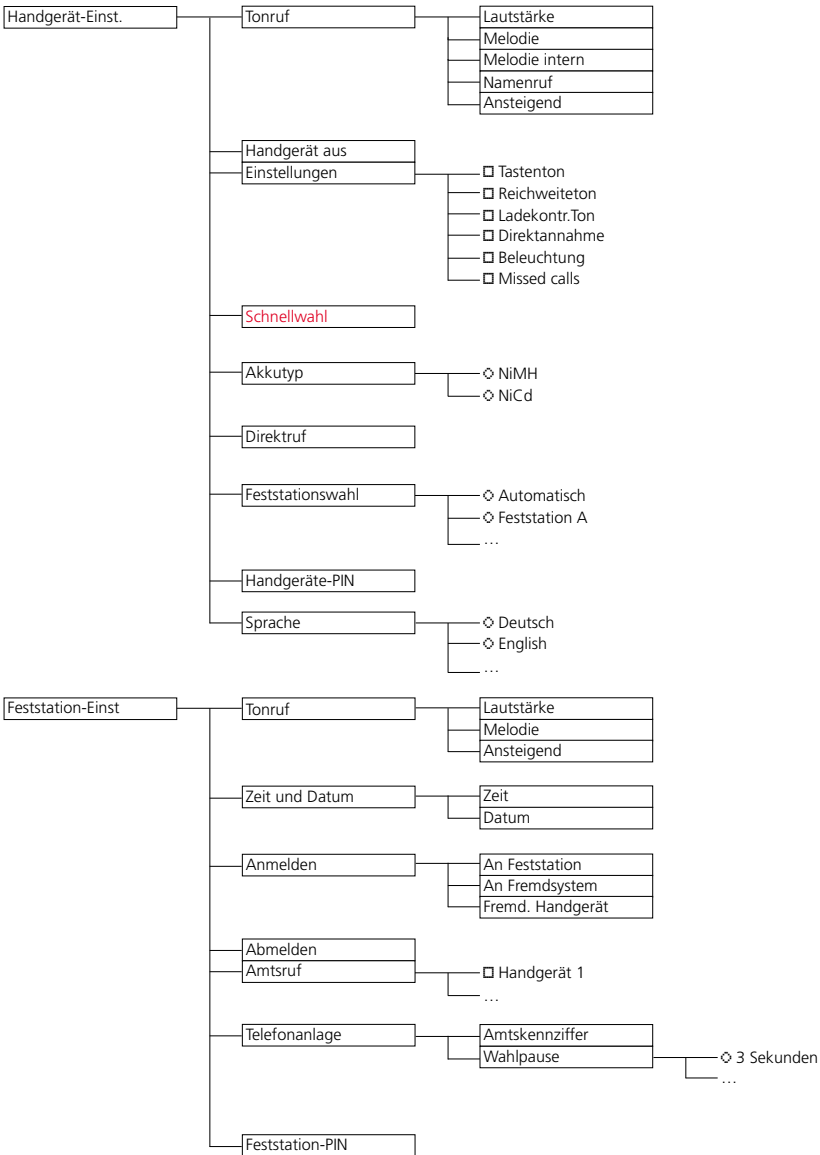 Handgerät-Einst.
Tonruf
Lautstärke
Melodie
Melodie intern
Namenruf
Ansteigend
Handgerät aus
Einstellungen
Tastenton
Reichweiteton
Ladekontr.Ton
Direktannahme
Beleuchtung
Missed calls
Schnellwahl
Akkutyp
NiMH
NiCd
Direktruf
Feststationswahl
Automatisch
Feststation A
...
Handgeräte-PIN
Sprache
Deutsch
English
...
Feststation-Einst
Tonruf
Lautstärke
Melodie
Ansteigend
Zeit und Datum
Zeit
Datum
Anmelden
An Feststation
An Fremdsystem
Fremd. Handgerät
Abmelden
Amtsruf
Handgerät 1
...
Telefonanlage
Amtskennziffer
Wahlpause
3 Sekunden
...
Feststation-PIN